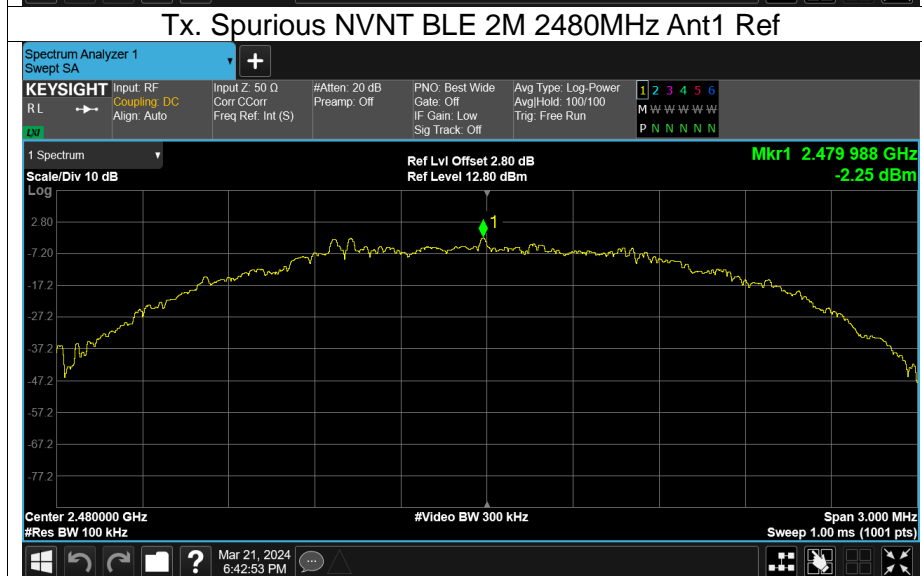 Tx. Spurious NVNT BLE 2M 2480MHz Ant1 Ref
Spectrum Analyzer 1
Swept SA
+
KEYSIGHT
R L
LXI
Input: RF
Coupling: DC
Align: Auto
Input Z: 50 Ω
Corr CCorr
Freq Ref: Int (S)
#Atten: 20 dB
Preamp: Off
PNO: Best Wide
Gate: Off
IF Gain: Low
Sig Track: Off
Avg Type: Log-Power
Avg|Hold: 100/100
Trig: Free Run
1 2 3 4 5 6
M W W W W W
P N N N N N
1 Spectrum
Scale/Div 10 dB
Ref Lvl Offset 2.80 dB
Ref Level 12.80 dBm
Mkr1 2.479 988 GHz
-2.25 dBm
Log
1
2.80
-7.20
-17.2
-27.2
-37.2
-47.2
-57.2
-67.2
-77.2
Center 2.480000 GHz
#Res BW 100 kHz
#Video BW 300 kHz
Span 3.000 MHz
Sweep 1.00 ms (1001 pts)
?
Mar 21, 2024
6:42:53 PM